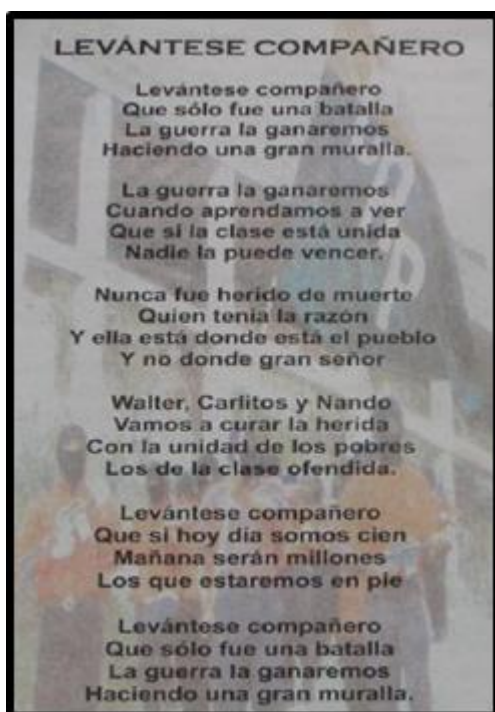 LEVÁNTESE COMPAÑERO
Levántese compañero
Que sólo fue una batalla
La guerra la ganaremos
Haciendo una gran muralla.
La guerra la ganaremos
Cuando aprendamos a ver
Que si la clase está unida
Nadie la puede vencer.
Nunca fue herido de muerte
Quien tenía la razón
Y ella está donde está el pueblo
Y no donde gran señor
Walter, Carlitos y Nando
Vamos a curar la herida
Con la unidad de los pobres
Los de la clase ofendida.
Levántese compañero
Que si hoy día somos cien
Mañana serán millones
Los que estaremos en pie
Levántese compañero
Que sólo fue una batalla
La guerra la ganaremos
Haciendo una gran muralla.